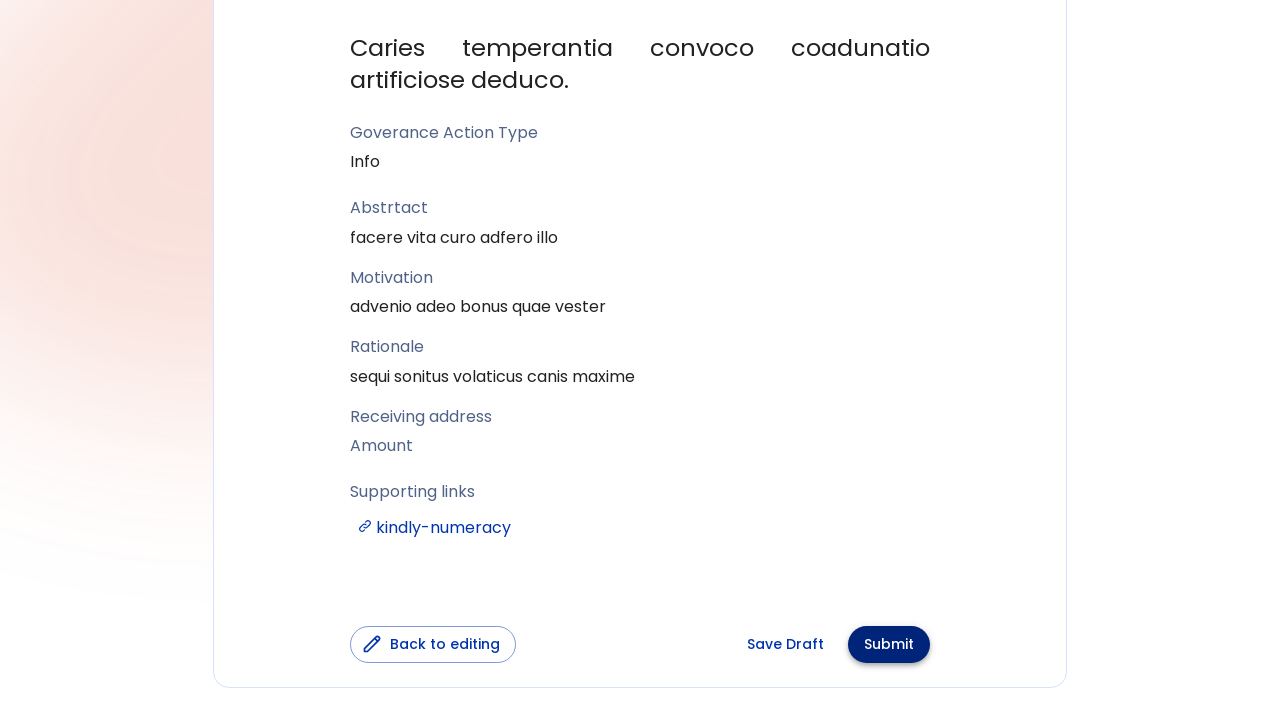 Caries temperantia convoco coadunatio
artificiose deduco.
Goverance Action Type
Info
Abstrtact
facere vita curo adfero illo
Motivation
advenio adeo bonus quae vester
Rationale
sequi sonitus volaticus canis maxime
Receiving address
Amount
Supporting links
kindly-numeracy
Back to editing
Save Draft
Submit